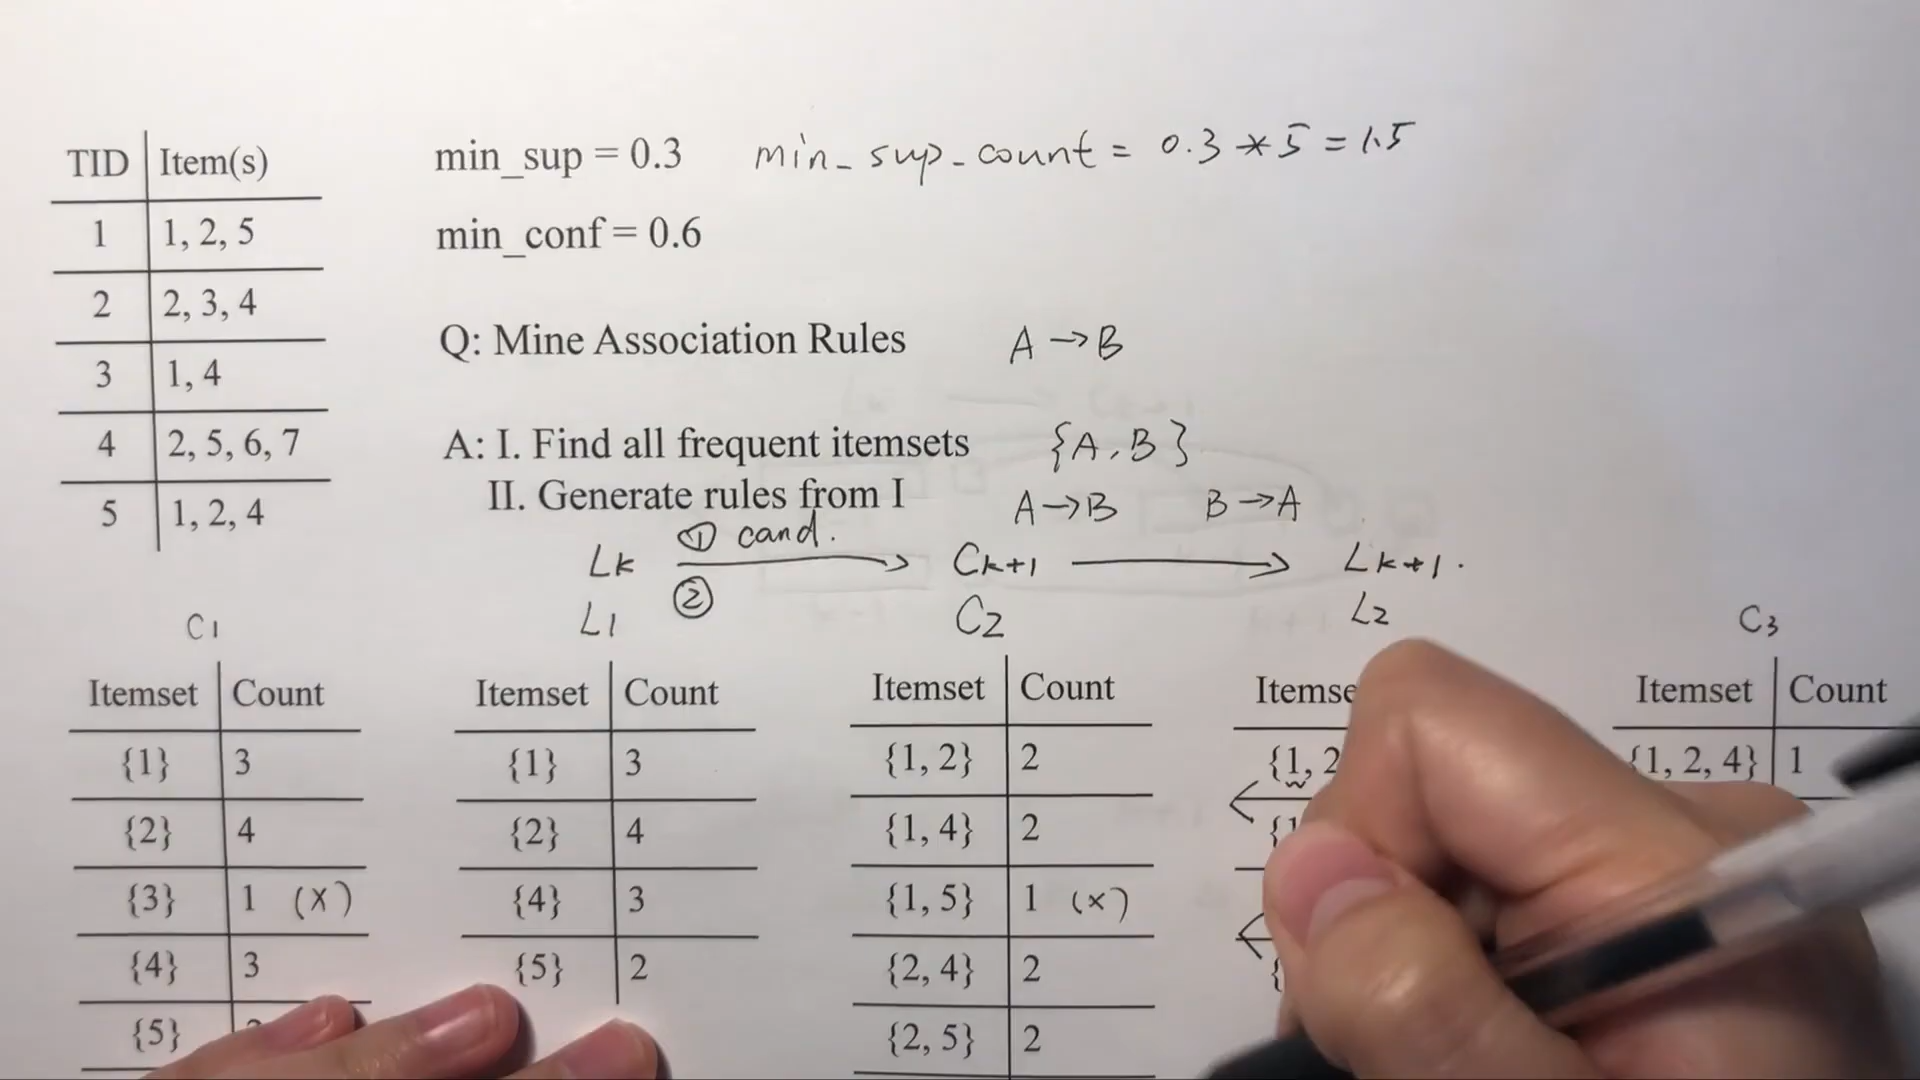 TID Item(s)
1 1, 2, 5
2 2, 3, 4
3 1, 4
4 2, 5, 6, 7
5 1, 2, 4
min_sup = 0.3 min_sup_count = 0.3 * 5 = 1.5
min_conf = 0.6
Q: Mine Association Rules A → B
A: I. Find all frequent itemsets {A, B}
II. Generate rules from I A → B B → A
① cand.
Lk → Ck+1 → Lk+1.
②
C1 L1 C2 L2 C3
Itemset Count
{1} 3
{2} 4
{3} 1 (x)
{4} 3
{5}
Itemset Count
{1} 3
{2} 4
{4} 3
{5} 2
Itemset Count
{1, 2} 2
{1, 4} 2
{1, 5} 1 (x)
{2, 4} 2
{2, 5} 2
Itemse
{1, 2
{1
{
Itemset Count
{1, 2, 4} 1